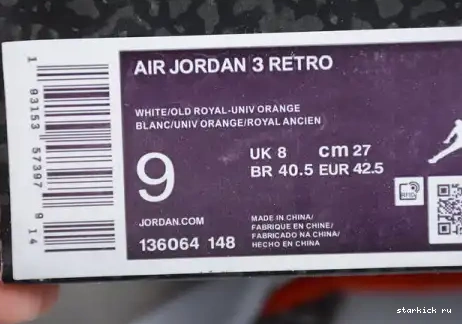 AIR JORDAN 3 RETRO
WHITE/OLD ROYAL-UNIV ORANGE
BLANC/UNIV ORANGE/ROYAL ANCIEN
9
UK 8 cm 27
BR 40.5 EUR 42.5
JORDAN.COM
136064 148
MADE IN CHINA/
FABRIQUE EN CHINE/
FABRICADO NA CHINA/
HECHO EN CHINA
1 93153 57397 9 14
RFID
starkick ru